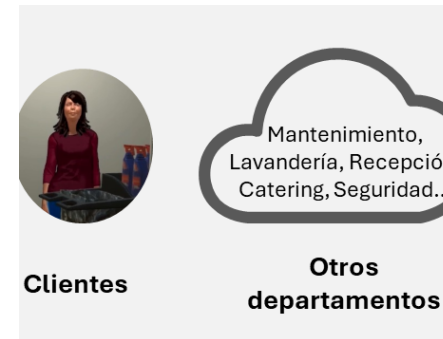 Mantenimiento,
Lavandería, Recepció
Catering, Seguridad..
Clientes
Otros
departamentos